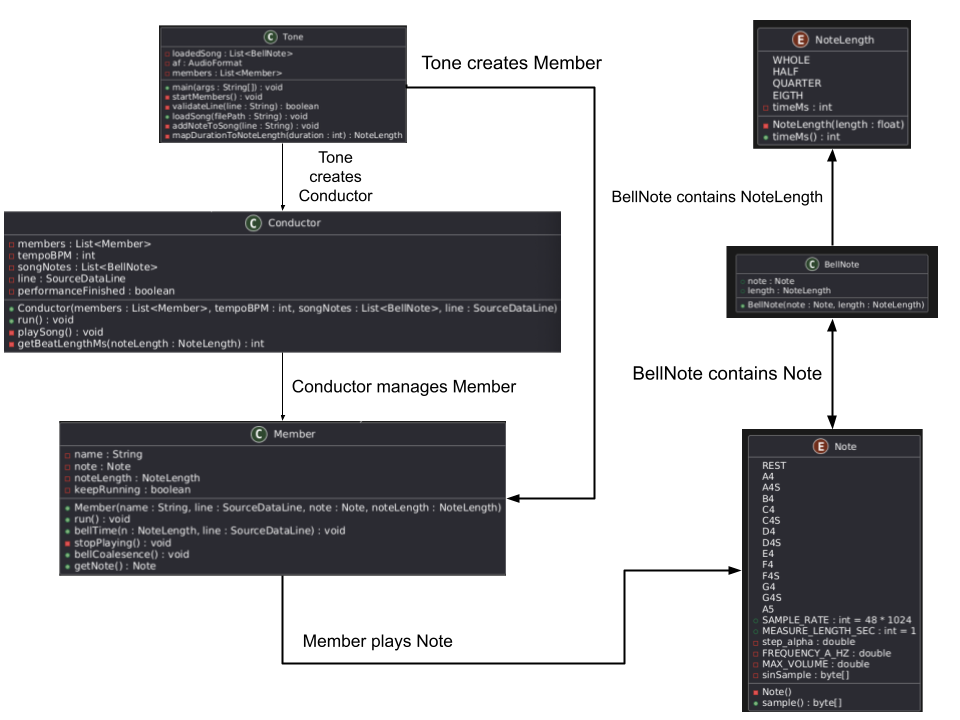 C Tone
loadedSong : List<BellNote>
af : AudioFormat
members : List<Member>
main(args : String[]) : void
startMembers() : void
validateLine(line : String) : boolean
loadSong(filePath : String) : void
addNoteToSong(line : String) : void
mapDurationToNoteLength(duration : int) : NoteLength
Tone creates Member
Tone
creates
Conductor
C Conductor
members : List<Member>
tempoBPM : int
songNotes : List<BellNote>
line : SourceDataLine
performanceFinished : boolean
Conductor(members : List<Member>, tempoBPM : int, songNotes : List<BellNote>, line : SourceDataLine)
run() : void
playSong() : void
getBeatLengthMs(noteLength : NoteLength) : int
Conductor manages Member
C Member
name : String
note : Note
noteLength : NoteLength
keepRunning : boolean
Member(name : String, line : SourceDataLine, note : Note, noteLength : NoteLength)
run() : void
bellTime(n : NoteLength, line : SourceDataLine) : void
stopPlaying() : void
bellCoalesence() : void
getNote() : Note
Member plays Note
E NoteLength
WHOLE
HALF
QUARTER
EIGTH
timeMs : int
NoteLength(length : float)
timeMs() : int
BellNote contains NoteLength
C BellNote
note : Note
length : NoteLength
BellNote(note : Note, length : NoteLength)
BellNote contains Note
E Note
REST
A4
A4S
B4
C4
C4S
D4
D4S
E4
F4
F4S
G4
G4S
A5
SAMPLE_RATE : int = 48 * 1024
MEASURE_LENGTH_SEC : int = 1
step_alpha : double
FREQUENCY_A_HZ : double
MAX_VOLUME : double
sinSample : byte[]
Note()
sample() : byte[]